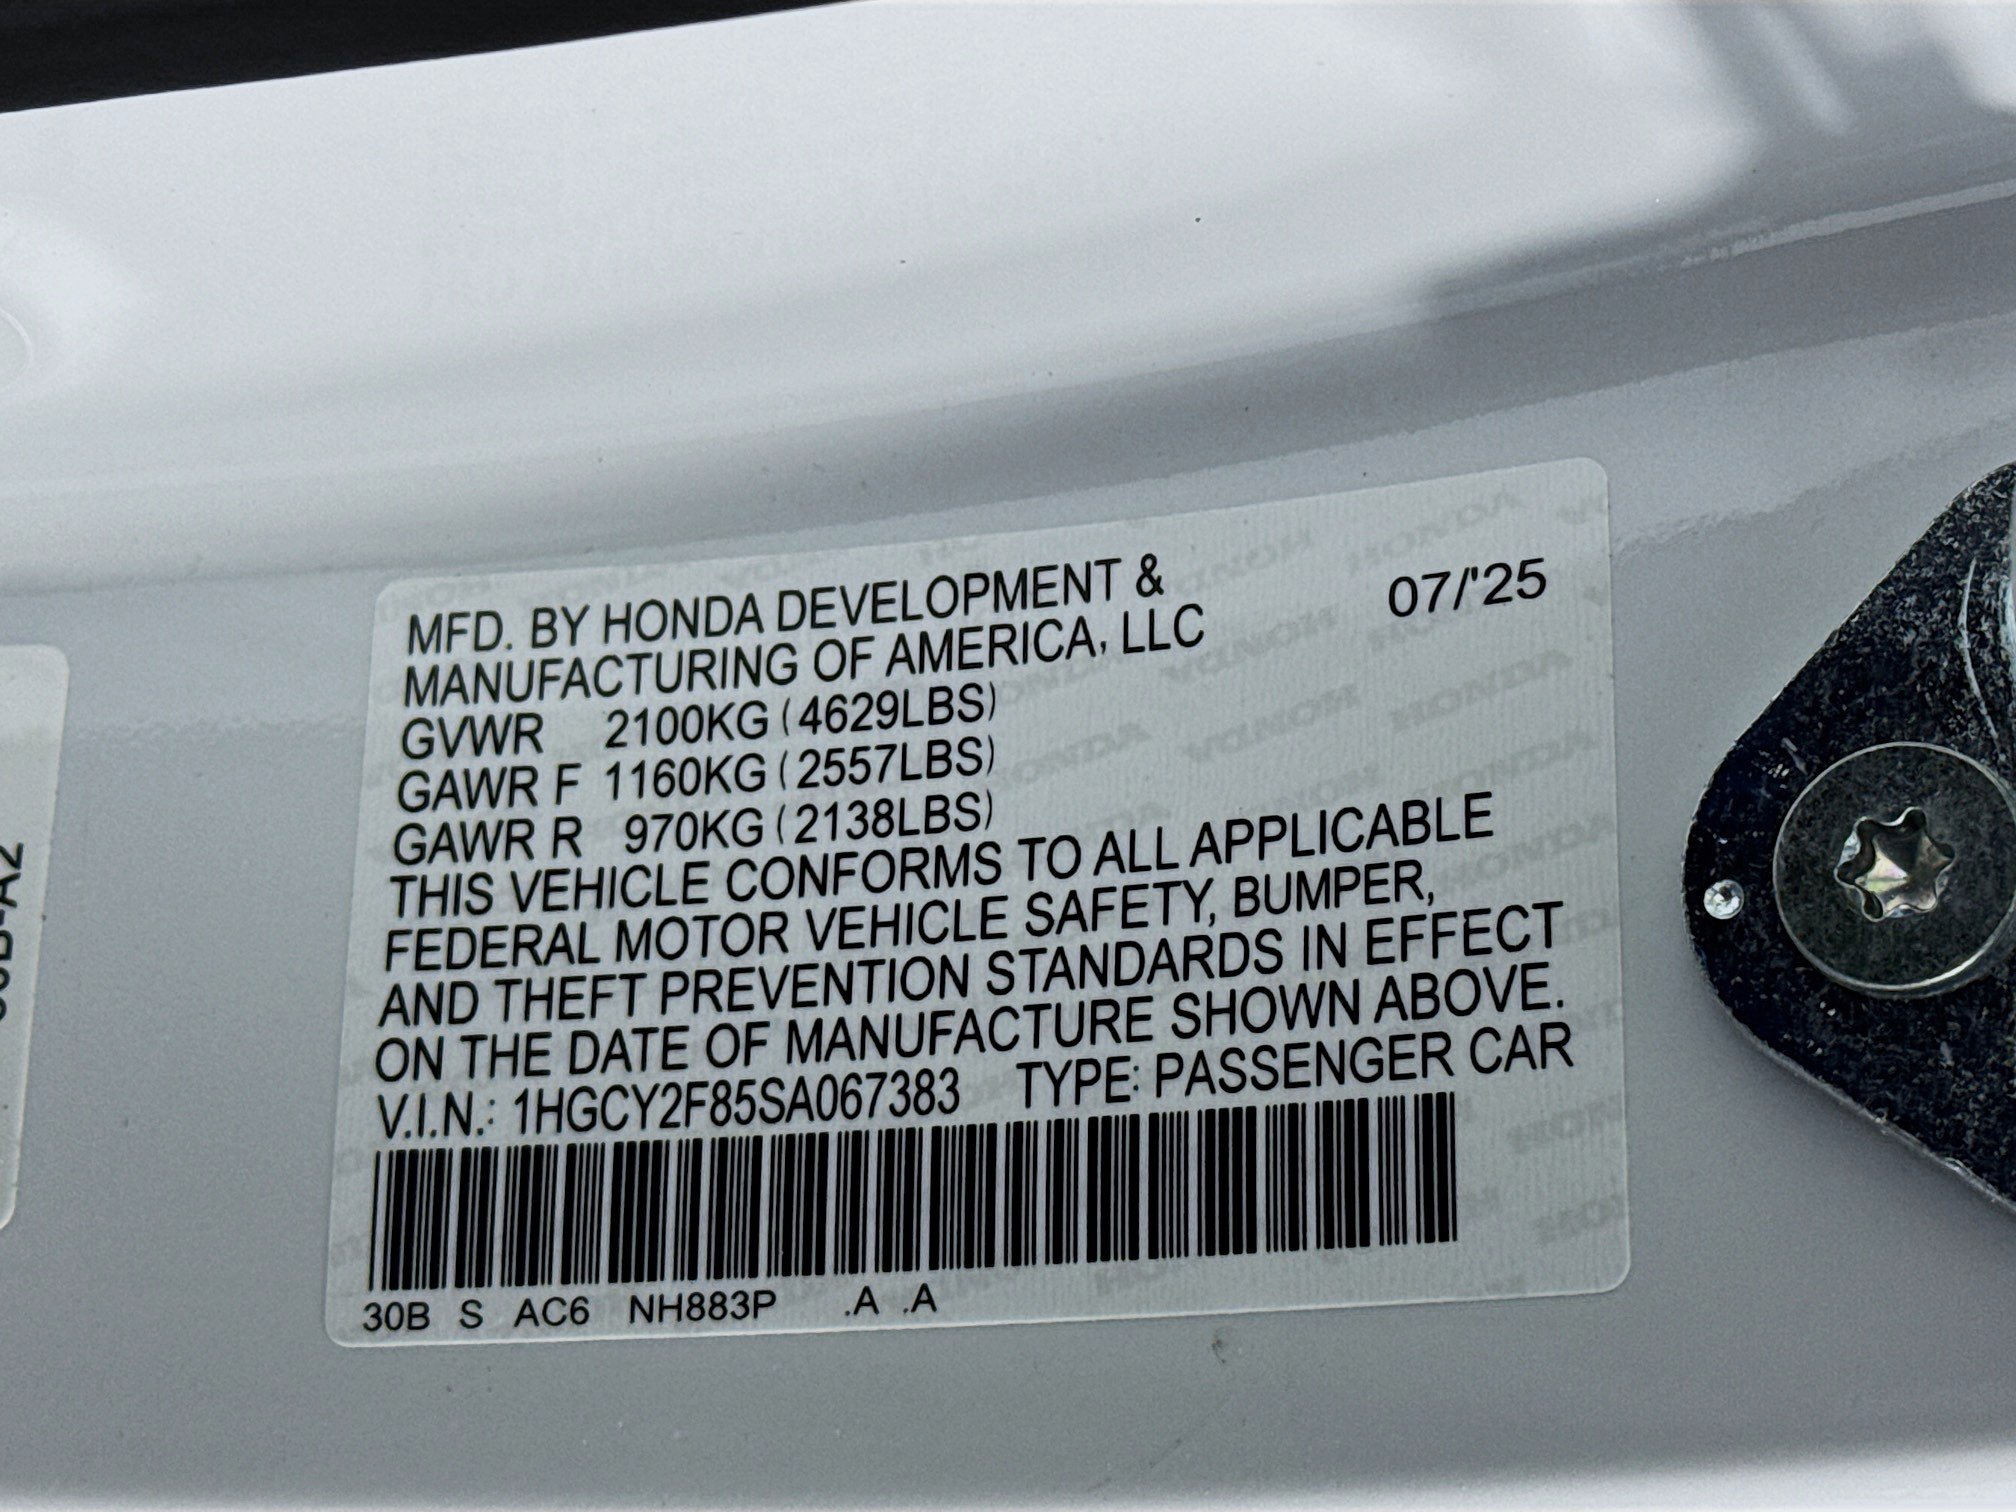 MFD. BY HONDA DEVELOPMENT & 07/'25
MANUFACTURING OF AMERICA, LLC
GVWR 2100KG (4629LBS)
GAWR F 1160KG (2557LBS)
GAWR R 970KG (2138LBS)
THIS VEHICLE CONFORMS TO ALL APPLICABLE
FEDERAL MOTOR VEHICLE SAFETY, BUMPER,
AND THEFT PREVENTION STANDARDS IN EFFECT
ON THE DATE OF MANUFACTURE SHOWN ABOVE.
V.I.N.: 1HGCY2F85SA067383 TYPE: PASSENGER CAR
30B S AC6 NH883P .A .A